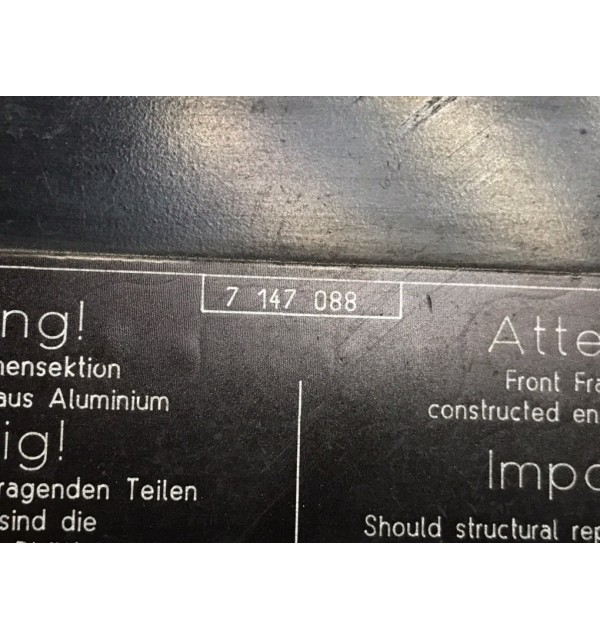 7 147 088
ng!
nensektion
aus Aluminium
ig!
ragenden Teilen
sind die
Atte
Front Fra
constructed en
Impo
Should structural rep